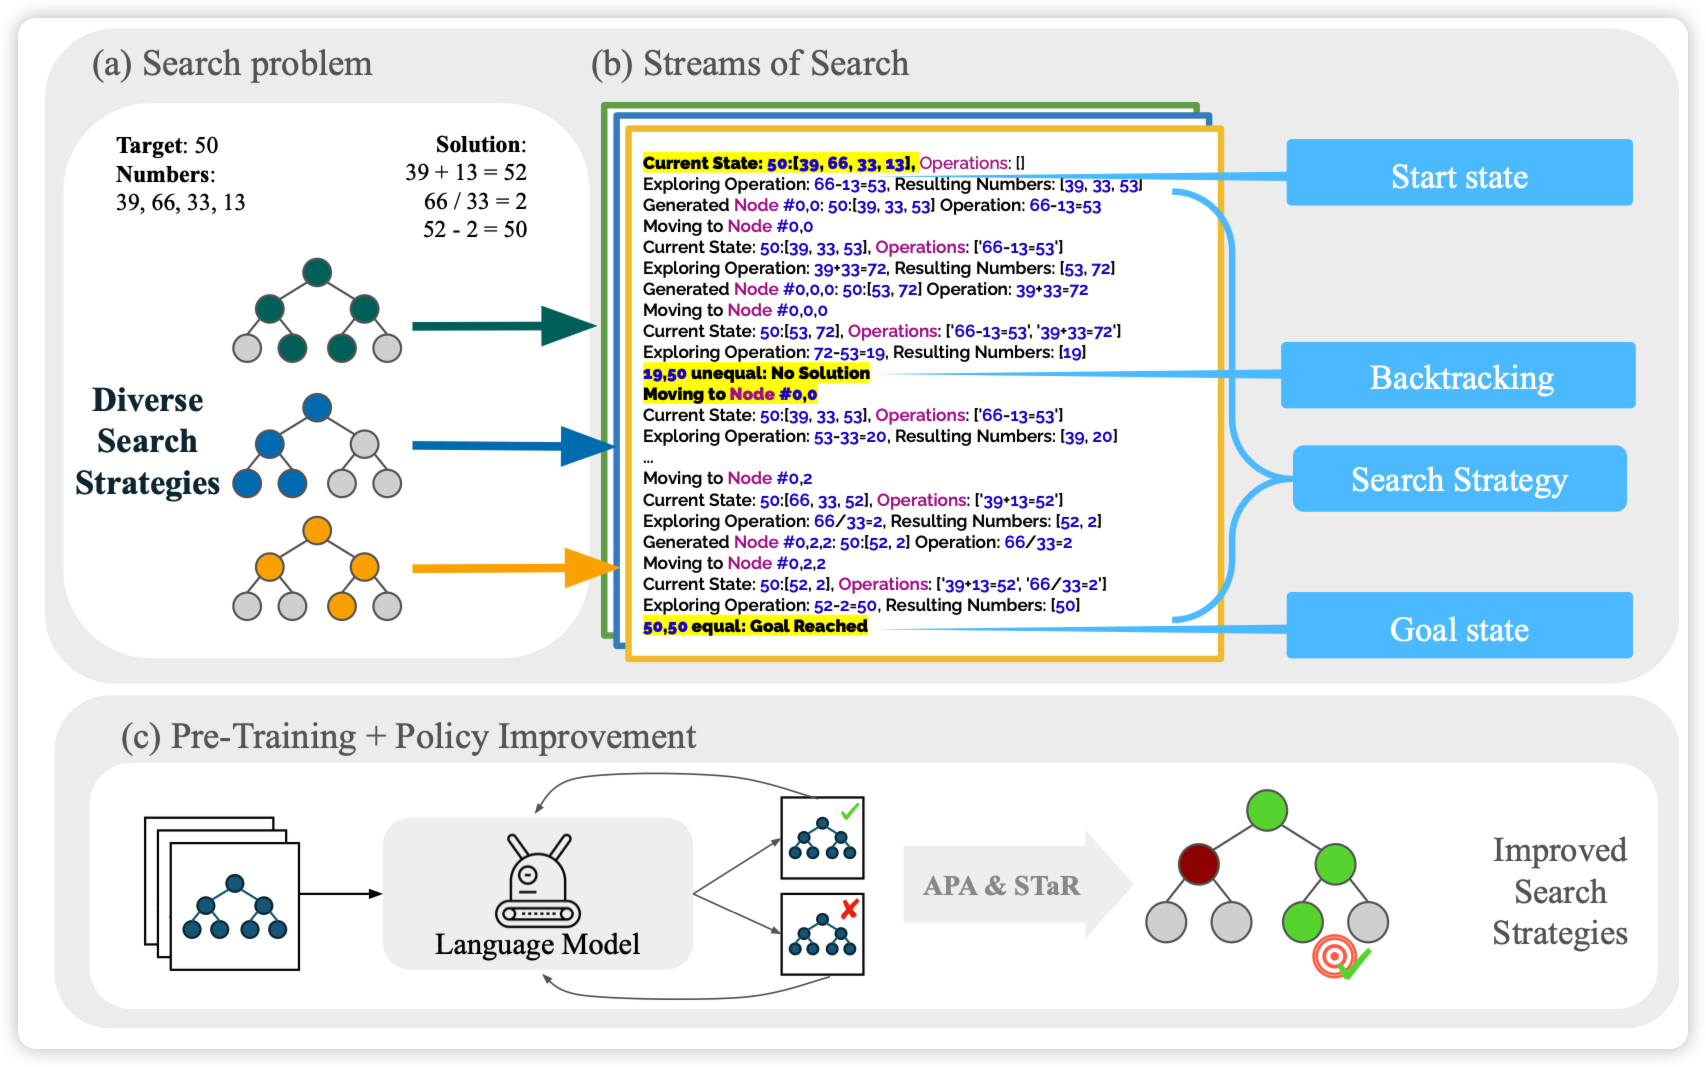 (a) Search problem
Target: 50
Numbers:
39, 66, 33, 13
Solution:
39 + 13 = 52
66 / 33 = 2
52 - 2 = 50
Diverse
Search
Strategies
(b) Streams of Search
Current State: 50:[39, 66, 33, 13], Operations: []
Exploring Operation: 66-13=53, Resulting Numbers: [39, 33, 53]
Generated Node #0,0: 50:[39, 33, 53] Operation: 66-13=53
Moving to Node #0,0
Current State: 50:[39, 33, 53], Operations: ['66-13=53']
Exploring Operation: 39+33=72, Resulting Numbers: [53, 72]
Generated Node #0,0,0: 50:[53, 72] Operation: 39+33=72
Moving to Node #0,0,0
Current State: 50:[53, 72], Operations: ['66-13=53', '39+33=72']
Exploring Operation: 72-53=19, Resulting Numbers: [19]
19,50 unequal: No Solution
Moving to Node #0,0
Current State: 50:[39, 33, 53], Operations: ['66-13=53']
Exploring Operation: 53-33=20, Resulting Numbers: [39, 20]
...
Moving to Node #0,2
Current State: 50:[66, 33, 52], Operations: ['39+13=52']
Exploring Operation: 66/33=2, Resulting Numbers: [52, 2]
Generated Node #0,2,2: 50:[52, 2] Operation: 66/33=2
Moving to Node #0,2,2
Current State: 50:[52, 2], Operations: ['39+13=52', '66/33=2']
Exploring Operation: 52-2=50, Resulting Numbers: [50]
50,50 equal: Goal Reached
Start state
Backtracking
Search Strategy
Goal state
(c) Pre-Training + Policy Improvement
Language Model
APA & STaR
Improved
Search
Strategies